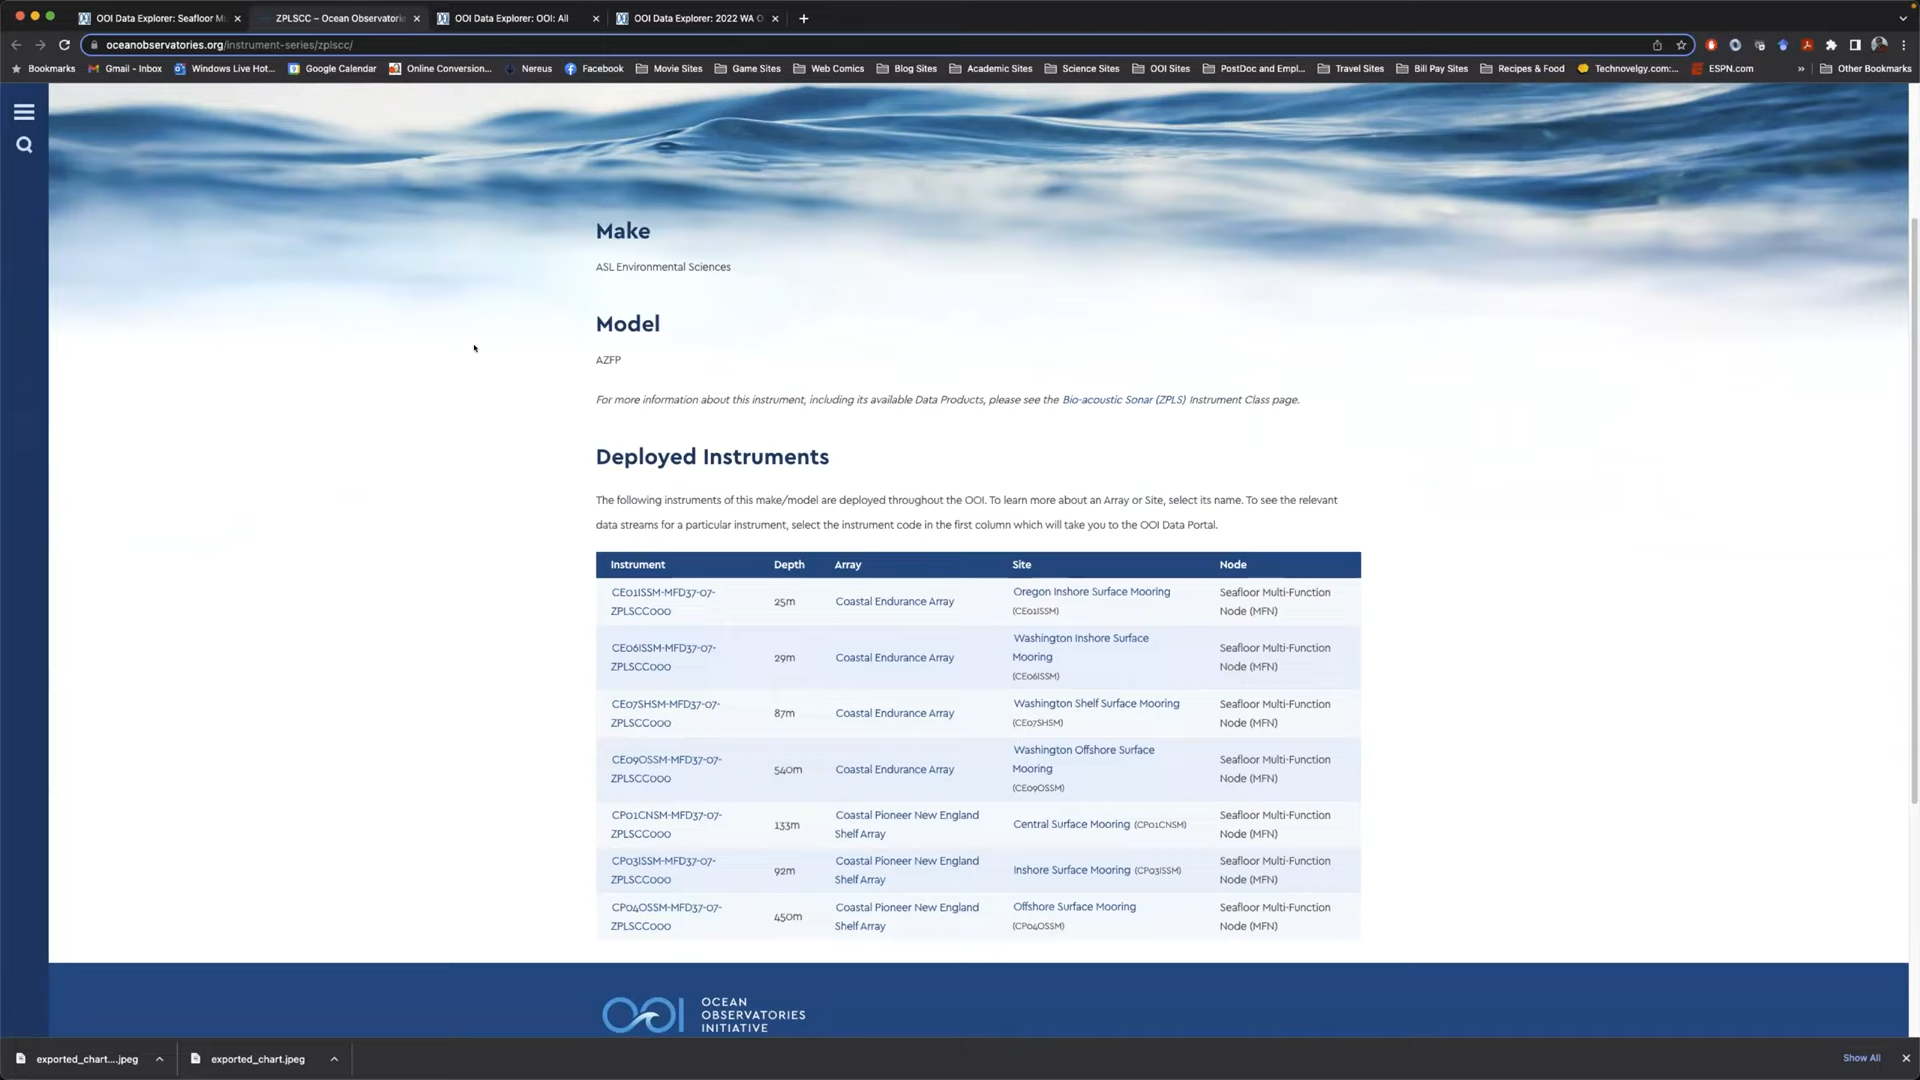 OOI Data Explorer: Seafloor Mu
ZPLSCC – Ocean Observatorie
OOI Data Explorer: OOI: All
OOI Data Explorer: 2022 WA O
oceanobservatories.org/instrument-series/zplscc/
Bookmarks
Gmail - Inbox
Windows Live Hot...
Google Calendar
Online Conversion...
Nereus
Facebook
Movie Sites
Game Sites
Web Comics
Blog Sites
Academic Sites
Science Sites
OOI Sites
PostDoc and Empl...
Travel Sites
Bill Pay Sites
Recipes & Food
Technovelgy.com:...
ESPN.com
Other Bookmarks
Make
ASL Environmental Sciences
Model
AZFP
For more information about this instrument, including its available Data Products, please see the Bio-acoustic Sonar (ZPLS) Instrument Class page.
Deployed Instruments
The following instruments of this make/model are deployed throughout the OOI. To learn more about an Array or Site, select its name. To see the relevant
data streams for a particular instrument, select the instrument code in the first column which will take you to the OOI Data Portal.
Instrument Depth Array Site Node
CE01ISSM-MFD37-07-
ZPLSCC000
25m
Coastal Endurance Array
Oregon Inshore Surface Mooring
(CE01ISSM)
Seafloor Multi-Function
Node (MFN)
CE06ISSM-MFD37-07-
ZPLSCC000
29m
Coastal Endurance Array
Washington Inshore Surface
Mooring
(CE06ISSM)
Seafloor Multi-Function
Node (MFN)
CE07SHSM-MFD37-07-
ZPLSCC000
87m
Coastal Endurance Array
Washington Shelf Surface Mooring
(CE07SHSM)
Seafloor Multi-Function
Node (MFN)
CE09OSSM-MFD37-07-
ZPLSCC000
540m
Coastal Endurance Array
Washington Offshore Surface
Mooring
(CE09OSSM)
Seafloor Multi-Function
Node (MFN)
CP01CNSM-MFD37-07-
ZPLSCC000
133m
Coastal Pioneer New England
Shelf Array
Central Surface Mooring (CP01CNSM)
Seafloor Multi-Function
Node (MFN)
CP03ISSM-MFD37-07-
ZPLSCC000
92m
Coastal Pioneer New England
Shelf Array
Inshore Surface Mooring (CP03ISSM)
Seafloor Multi-Function
Node (MFN)
CP04OSSM-MFD37-07-
ZPLSCC000
450m
Coastal Pioneer New England
Shelf Array
Offshore Surface Mooring
(CP04OSSM)
Seafloor Multi-Function
Node (MFN)
OOI
OCEAN
OBSERVATORIES
INITIATIVE
exported_chart....jpeg
exported_chart.jpeg
Show All